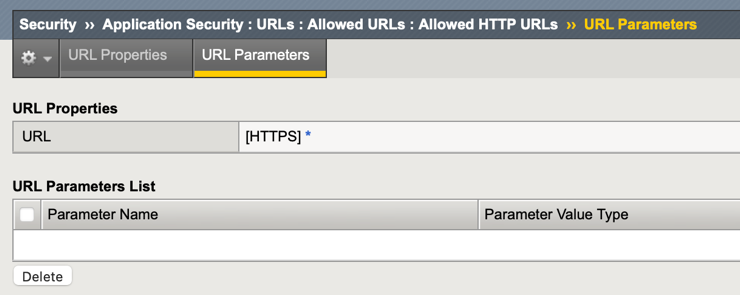 Security ›› Application Security : URLs : Allowed URLs : Allowed HTTP URLs ›› URL Parameters
URL Properties URL Parameters
URL Properties
URL [HTTPS] *
URL Parameters List
Parameter Name Parameter Value Type
Delete